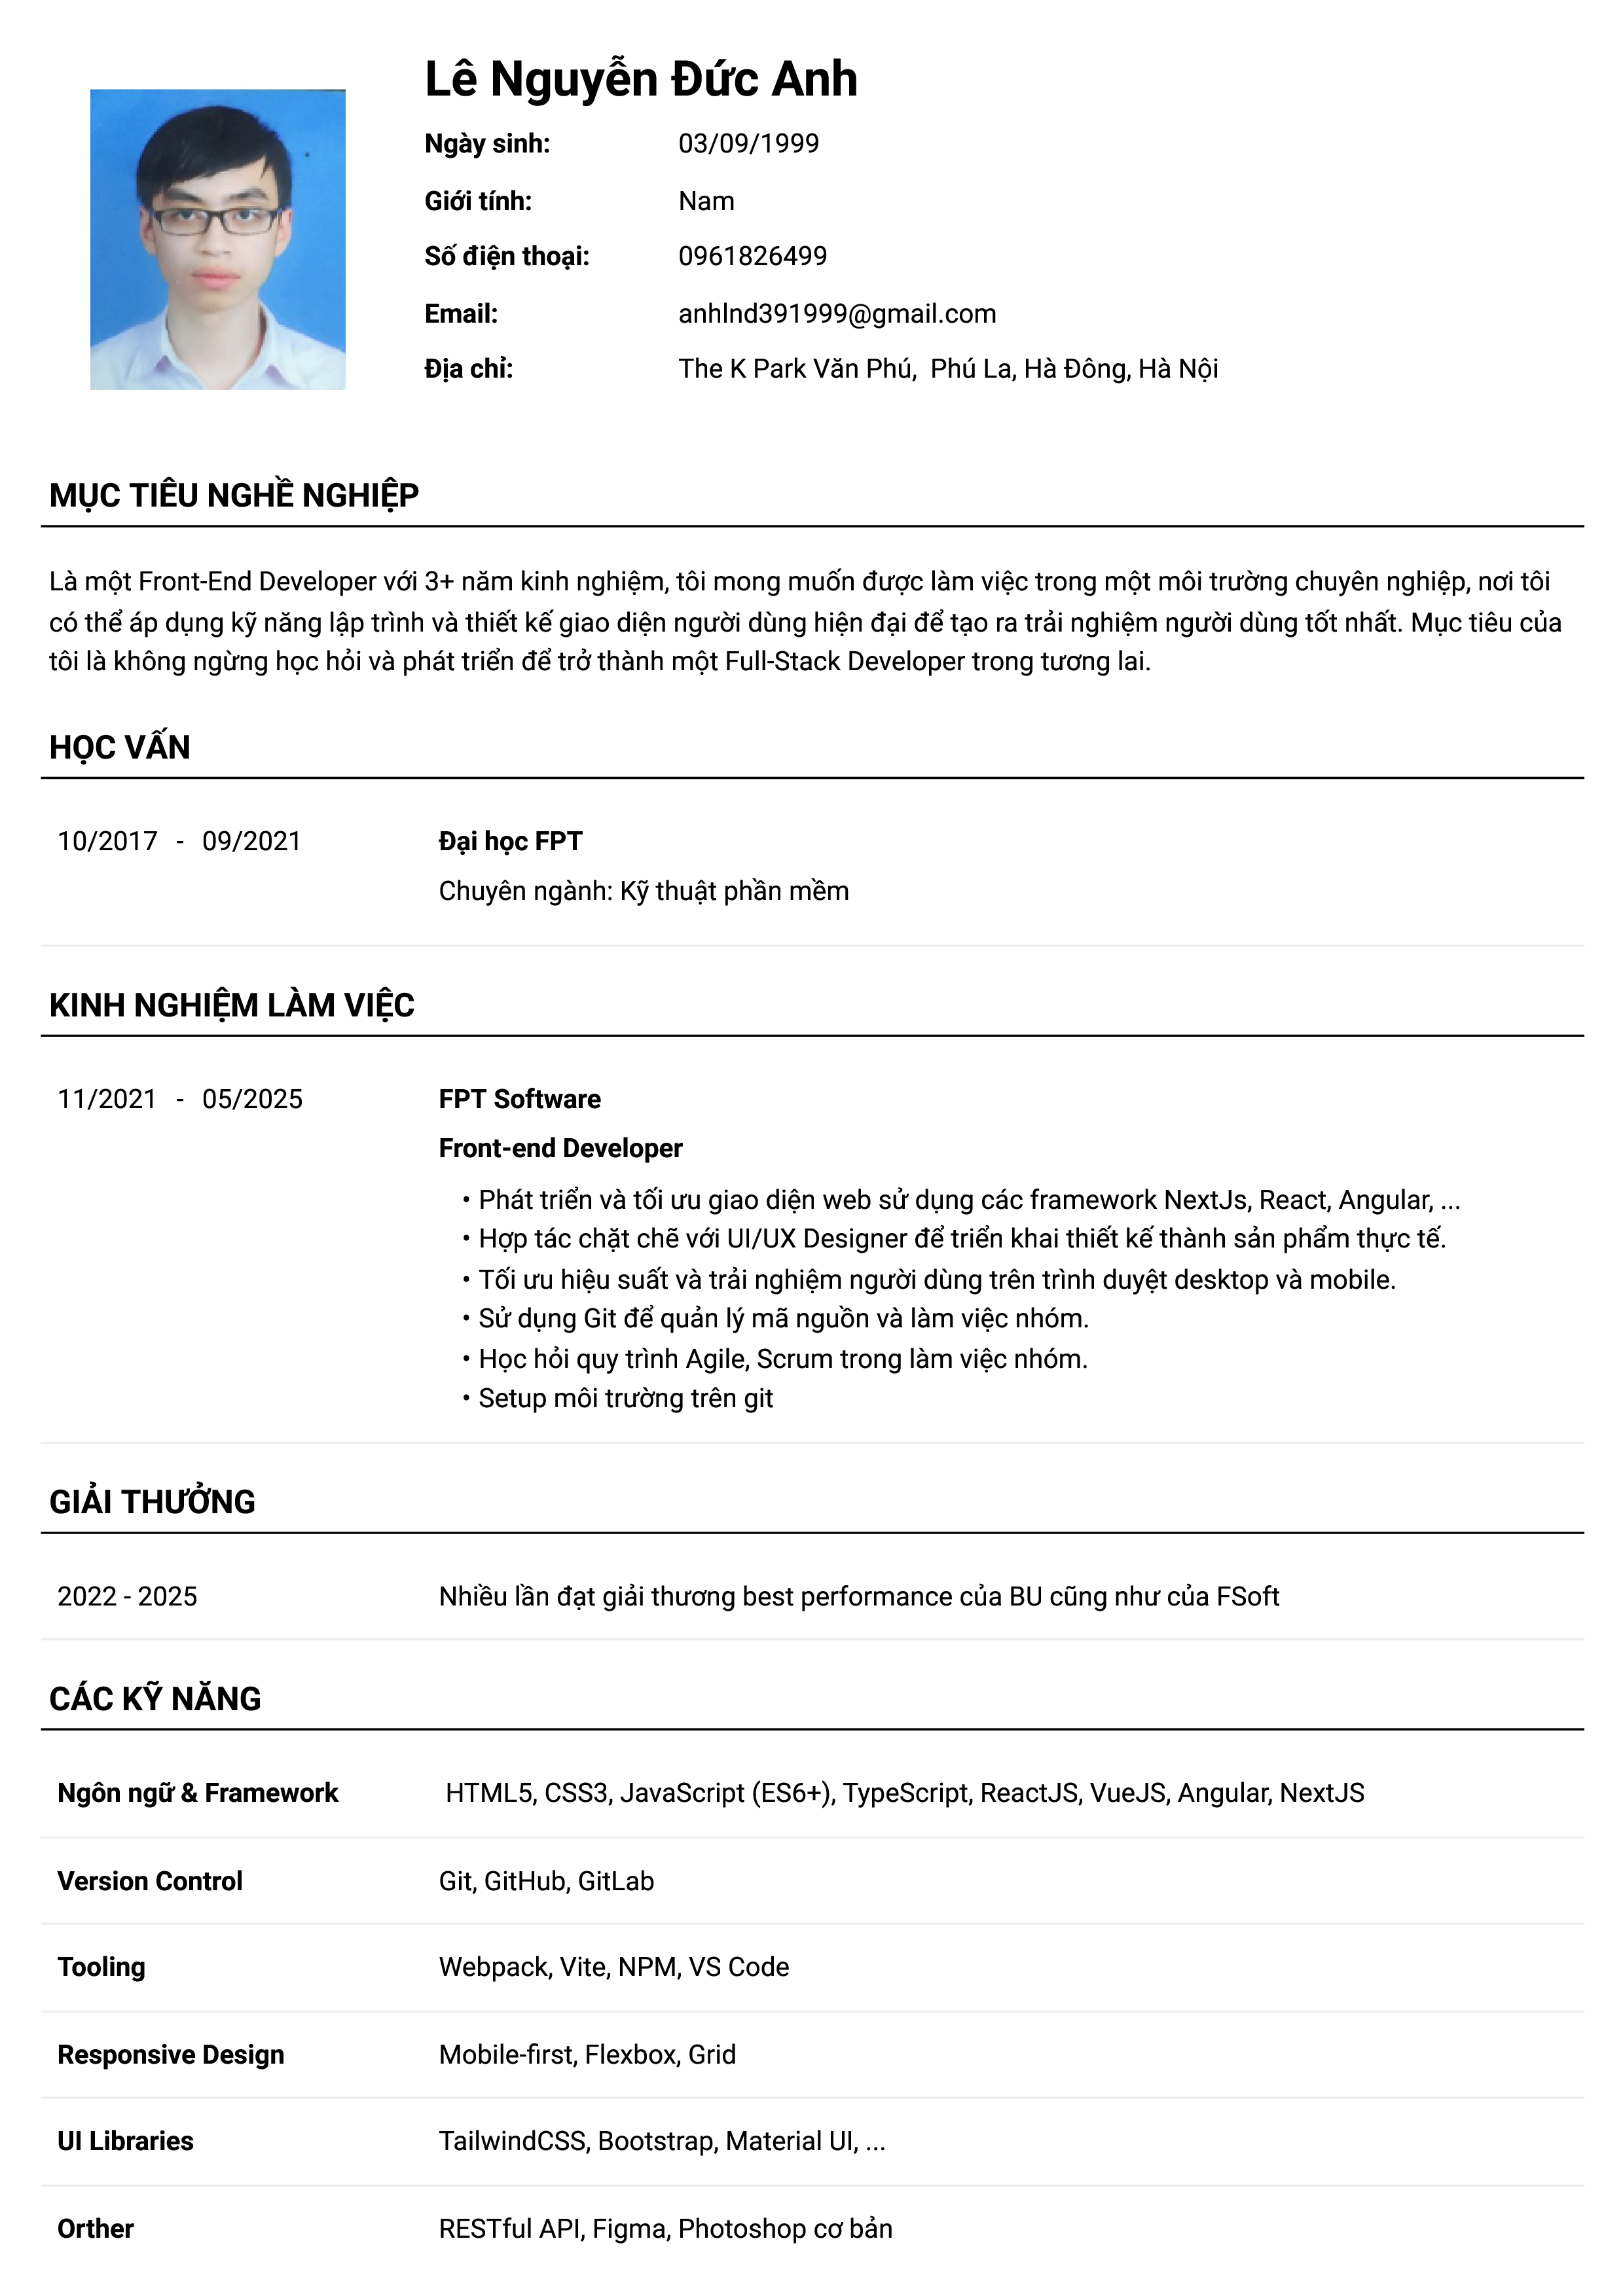 Lê Nguyễn Đức Anh
Ngày sinh: 03/09/1999
Giới tính: Nam
Số điện thoại: 0961826499
Email: anhlnd391999@gmail.com
Địa chỉ: The K Park Văn Phú,  Phú La, Hà Đông, Hà Nội
MỤC TIÊU NGHỀ NGHIỆP
Là một Front-End Developer với 3+ năm kinh nghiệm, tôi mong muốn được làm việc trong một môi trường chuyên nghiệp, nơi tôi
có thể áp dụng kỹ năng lập trình và thiết kế giao diện người dùng hiện đại để tạo ra trải nghiệm người dùng tốt nhất. Mục tiêu của
tôi là không ngừng học hỏi và phát triển để trở thành một Full-Stack Developer trong tương lai.
HỌC VẤN
10/2017 - 09/2021 Đại học FPT
Chuyên ngành: Kỹ thuật phần mềm
KINH NGHIỆM LÀM VIỆC
11/2021 - 05/2025 FPT Software
Front-end Developer
• Phát triển và tối ưu giao diện web sử dụng các framework NextJs, React, Angular, ...
• Hợp tác chặt chẽ với UI/UX Designer để triển khai thiết kế thành sản phẩm thực tế.
• Tối ưu hiệu suất và trải nghiệm người dùng trên trình duyệt desktop và mobile.
• Sử dụng Git để quản lý mã nguồn và làm việc nhóm.
• Học hỏi quy trình Agile, Scrum trong làm việc nhóm.
• Setup môi trường trên git
GIẢI THƯỞNG
2022 - 2025 Nhiều lần đạt giải thương best performance của BU cũng như của FSoft
CÁC KỸ NĂNG
Ngôn ngữ & Framework HTML5, CSS3, JavaScript (ES6+), TypeScript, ReactJS, VueJS, Angular, NextJS
Version Control Git, GitHub, GitLab
Tooling Webpack, Vite, NPM, VS Code
Responsive Design Mobile-first, Flexbox, Grid
UI Libraries TailwindCSS, Bootstrap, Material UI, ...
Orther RESTful API, Figma, Photoshop cơ bản